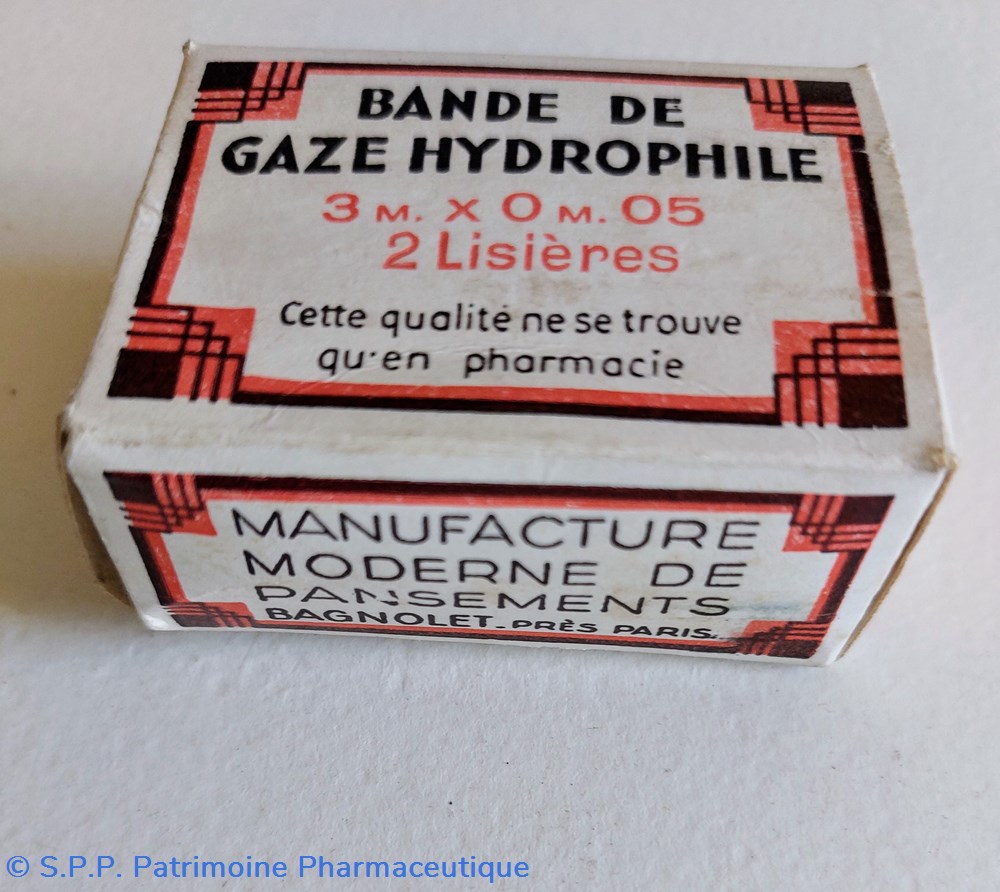 BANDE DE
GAZE HYDROPHILE
3 M. X 0 M. 05
2 Lisières
Cette qualité ne se trouve
qu'en pharmacie
MANUFACTURE
MODERNE DE
PANSEMENTS
BAGNOLET-PRÈS PARIS.
© S.P.P. Patrimoine Pharmaceutique